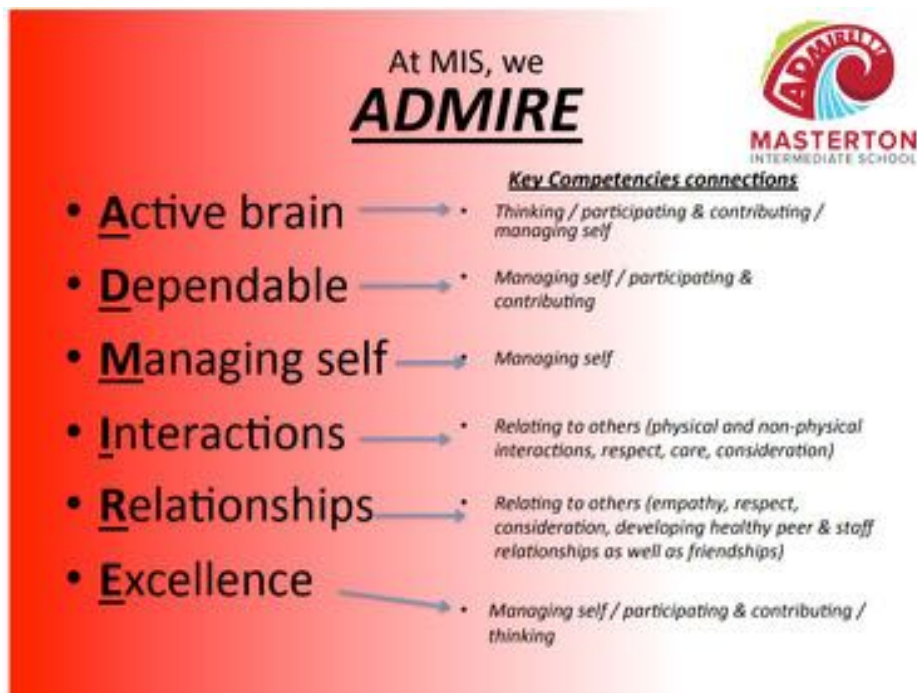 At MIS, we
ADMIRE
ADMIRELLY
MASTERTON
INTERMEDIATE SCHOOL
Key Competencies connections
• Active brain
• Thinking / participating & contributing /
managing self
• Dependable
• Managing self / participating &
contributing
• Managing self
• Managing self
• Interactions
• Relating to others (physical and non-physical
interactions, respect, care, consideration)
• Relationships
• Relating to others (empathy, respect,
consideration, developing healthy peer & staff
relationships as well as friendships)
• Excellence
• Managing self / participating & contributing /
thinking